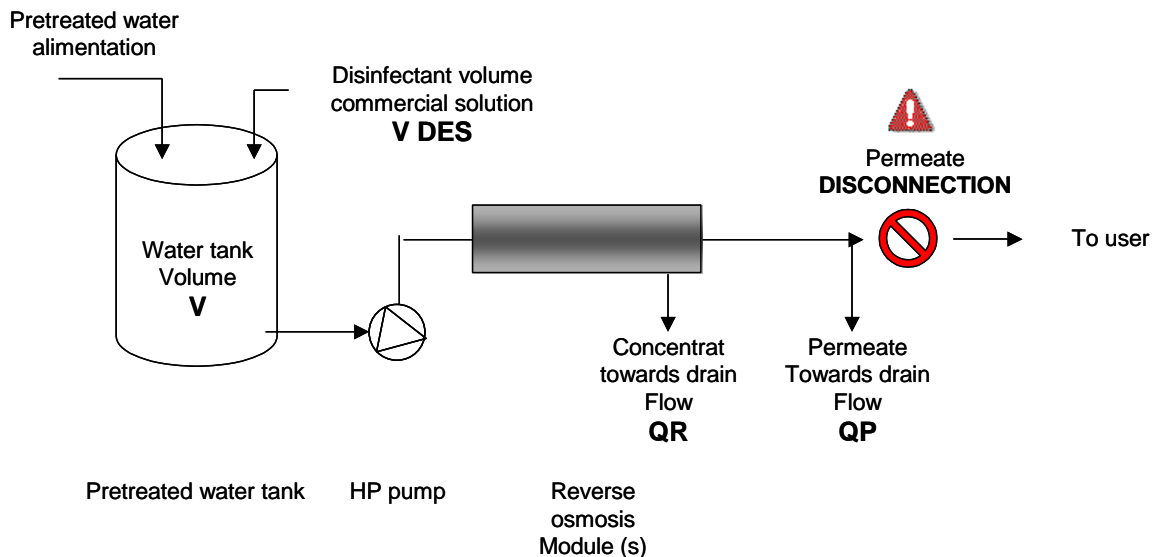 Pretreated water
alimentation
Disinfectant volume
commercial solution
V DES
Permeate
DISCONNECTION
Water tank
Volume
V
To user
Concentrat
towards drain
Flow
QR
Permeate
Towards drain
Flow
QP
Pretreated water tank
HP pump
Reverse
osmosis
Module (s)